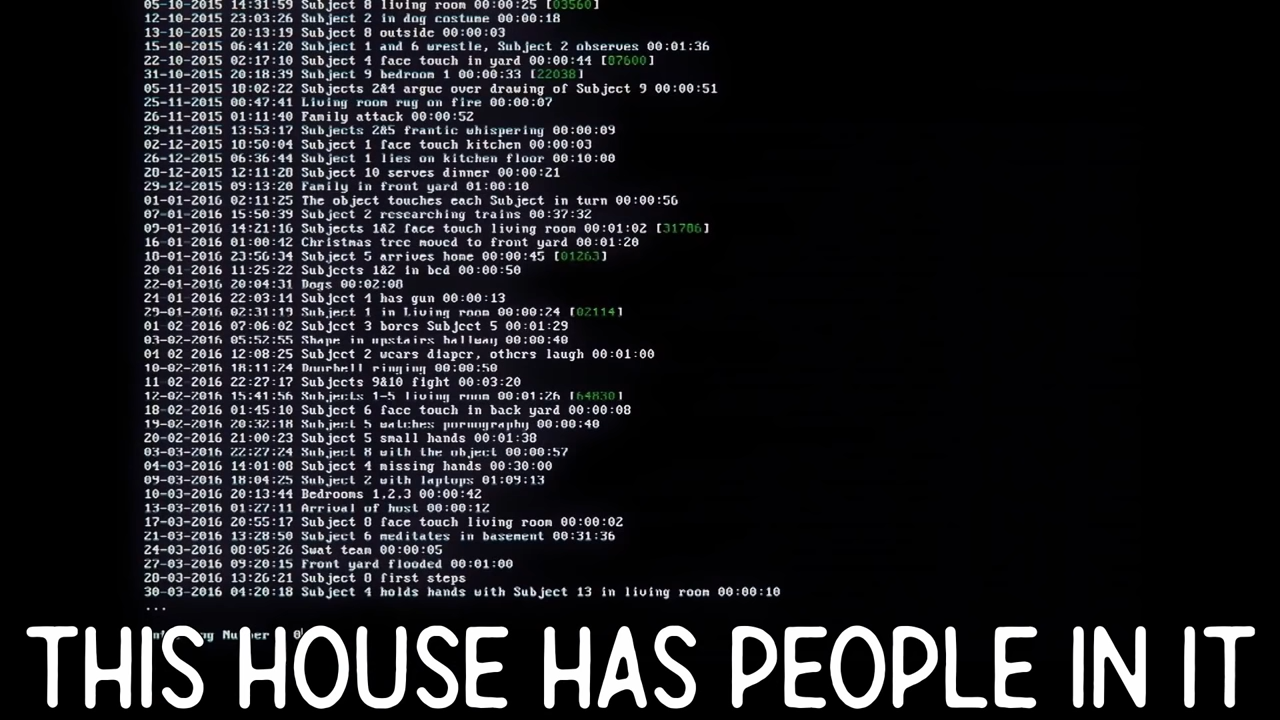 05-10-2015 14:31:59 Subject 8 living room 00:00:25 [03560]
12-10-2015 23:03:26 Subject 2 in dog costume 00:00:18
13-10-2015 20:13:19 Subject 8 outside 00:00:03
15-10-2015 06:41:20 Subject 1 and 6 wrestle, Subject 2 observes 00:01:36
22-10-2015 02:17:10 Subject 4 face touch in yard 00:00:44 [87600]
31-10-2015 20:18:39 Subject 9 bedroom 1 00:00:33 [22038]
05-11-2015 18:02:22 Subjects 2&4 argue over drawing of Subject 9 00:00:51
25-11-2015 00:47:41 Living room rug on fire 00:00:07
26-11-2015 01:11:40 Family attack 00:00:52
29-11-2015 13:53:17 Subjects 2&5 frantic whispering 00:00:09
02-12-2015 18:50:04 Subject 1 face touch kitchen 00:00:03
26-12-2015 06:36:44 Subject 1 lies on kitchen floor 00:10:00
28-12-2015 12:11:28 Subject 10 serves dinner 00:00:21
29-12-2015 09:13:20 Family in front yard 01:00:10
01-01-2016 02:11:25 The object touches each Subject in turn 00:00:56
07-01-2016 15:50:39 Subject 2 researching trains 00:37:32
09-01-2016 14:21:16 Subjects 1&2 face touch living room 00:01:02 [31786]
16-01-2016 01:00:42 Christmas tree moved to front yard 00:01:20
18-01-2016 23:56:34 Subject 5 arrives home 00:00:45 [01263]
20-01-2016 11:25:22 Subjects 1&2 in bed 00:00:50
22-01-2016 20:04:31 Dogs 00:02:08
24-01-2016 22:03:14 Subject 4 has gun 00:00:13
29-01-2016 02:31:19 Subject 1 in Living room 00:00:24 [02114]
01-02-2016 07:06:02 Subject 3 bores Subject 5 00:01:29
03-02-2016 05:52:55 Shape in upstairs hallway 00:00:40
04-02-2016 12:08:25 Subject 2 wears diaper, others laugh 00:01:00
10-02-2016 18:11:24 Doorbell ringing 00:00:50
11-02-2016 22:27:17 Subjects 9&10 fight 00:03:20
12-02-2016 15:41:56 Subjects 1-5 living room 00:01:26 [64830]
18-02-2016 01:45:10 Subject 6 face touch in back yard 00:00:08
19-02-2016 20:32:18 Subject 5 watches pornography 00:00:40
20-02-2016 21:00:23 Subject 5 small hands 00:01:38
03-03-2016 22:27:24 Subject 8 with the object 00:00:57
04-03-2016 14:01:08 Subject 4 missing hands 00:30:00
09-03-2016 18:04:25 Subject 2 with laptops 01:09:13
10-03-2016 20:13:44 Bedrooms 1,2,3 00:00:42
13-03-2016 01:27:11 Arrival of host 00:00:12
17-03-2016 20:55:17 Subject 8 face touch living room 00:00:02
21-03-2016 13:28:50 Subject 6 meditates in basement 00:31:36
24-03-2016 08:05:26 Swat team 00:00:05
27-03-2016 09:20:15 Front yard flooded 00:01:00
28-03-2016 13:26:21 Subject 8 first steps
30-03-2016 04:20:18 Subject 4 holds hands with Subject 13 in living room 00:00:10
...
THIS HOUSE HAS PEOPLE IN IT